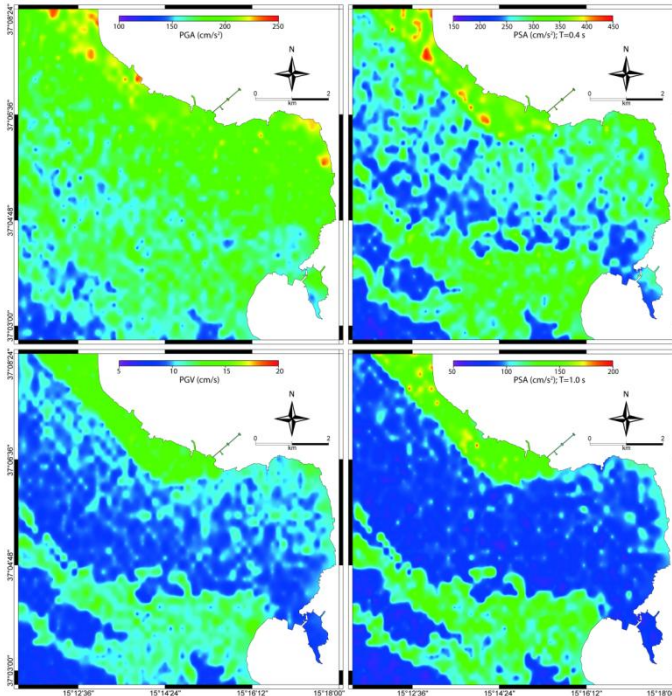 PGA (cm/s²)
100 150 200 250
N
0 2
km
37°08'24"
37°06'36"
37°04'48"
37°03'00"
PSA (cm/s²); T=0.4 s
150 200 250 300 350 400 450
N
0 2
km
PGV (cm/s)
5 10 15 20
N
0 2
km
37°08'24"
37°06'36"
37°04'48"
37°03'00"
15°12'36" 15°14'24" 15°16'12" 15°18'00"
PSA (cm/s²); T=1.0 s
50 100 150 200
N
0 2
km
15°12'36" 15°14'24" 15°16'12"